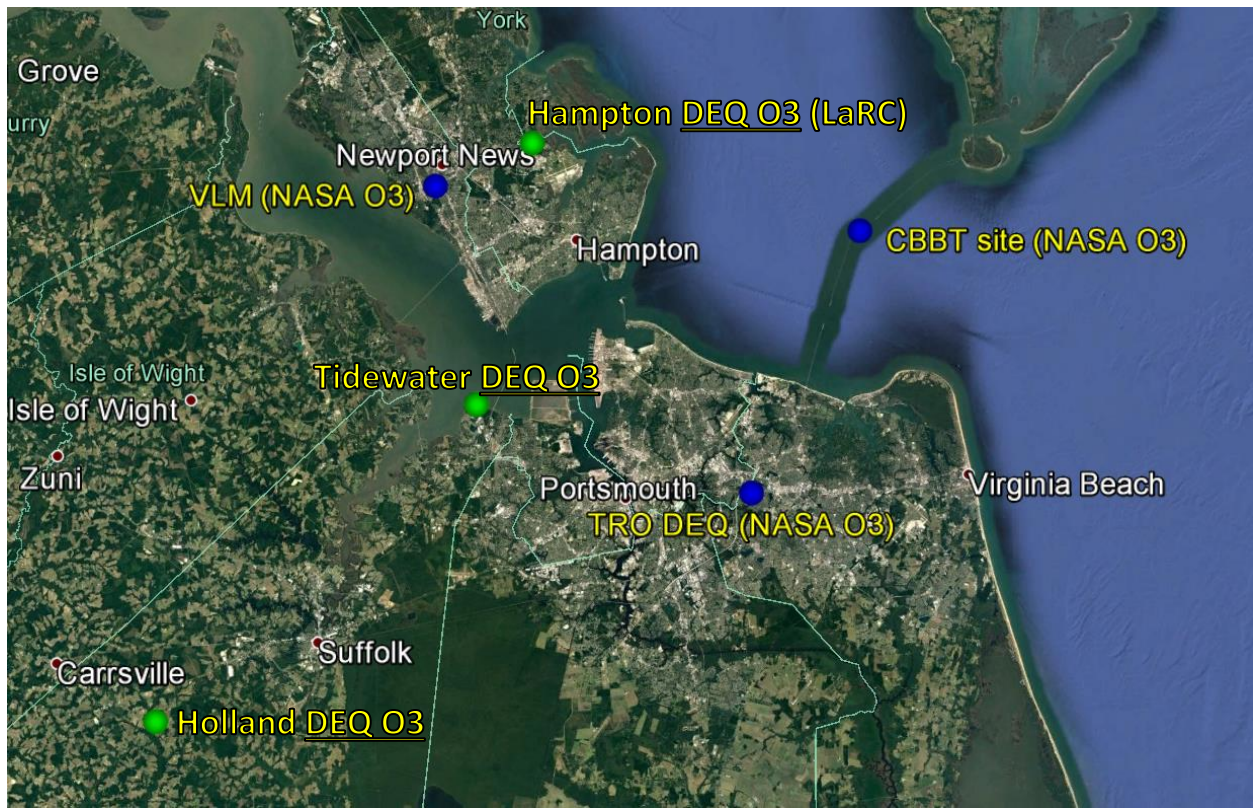 York
Grove
urry
Hampton DEQ O3 (LaRC)
Newport News
VLM (NASA O3)
Hampton
CBBT site (NASA O3)
Isle of Wight
Tidewater DEQ O3
Isle of Wight
Zuni
Portsmouth
Virginia Beach
TRO DEQ (NASA O3)
Suffolk
Carrsville
Holland DEQ O3